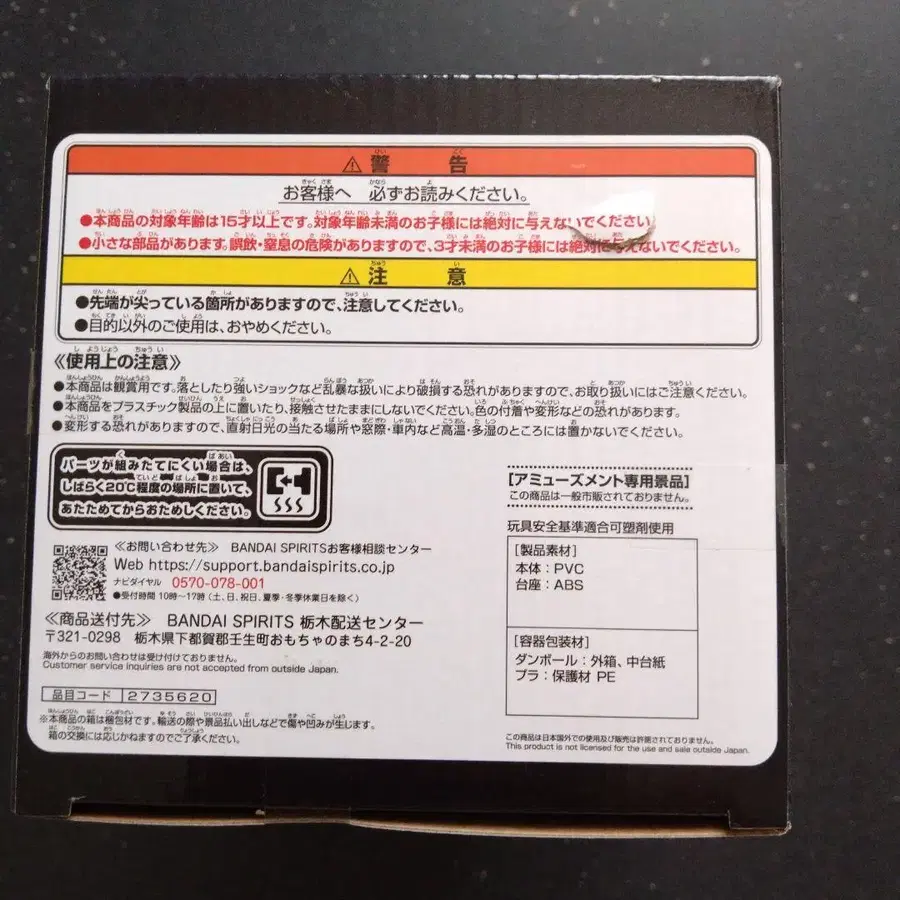 ⚠警告
お客様へ 必ずお読みください。
●本商品の対象年齢は15才以上です。対象年齢未満のお子様には絶対に与えないでください
●小さな部品があります。誤飲・窒息の危険がありますので、3才未満のお子様には絶対に与えないでください。
⚠注意
●先端が尖っている箇所がありますので、注意してください。
●目的以外のご使用は、おやめください。
《使用上の注意》
●本商品は観賞用です。落としたり強いショックなど乱暴な扱いにより破損する恐れがありますので、お取り扱いにはご注意ください。
●本商品をプラスチック製品の上に置いたり、接触させたままにしないでください。色の付着や変形などの恐れがあります。
●変形する恐れがありますので、直射日光の当たる場所や窓際・車内など高温・多湿のところには置かないでください。
パーツが組みたてにくい場合は、
しばらく20℃程度の場所に置いて、
あたためてからおためしください。
[アミューズメント専用景品]
この商品は一般市販されておりません。
玩具安全基準適合可塑剤使用
[製品素材]
本体:PVC
台座:ABS
[容器包装材]
ダンボール:外箱、中台紙
プラ:保護材 PE
≪お問い合わせ先≫ BANDAI SPIRITSお客様相談センター
Web https://support.bandaispirits.co.jp
ナビダイヤル 0570-078-001
●受付時間 10時〜17時(土、日、祝日、夏季・冬季休業日を除く)
≪商品送付先≫ BANDAI SPIRITS 栃木配送センター
〒321-0298 栃木県下都賀郡壬生町おもちゃのまち4-2-20
海外からのお問い合わせは受け付けておりません。
Customer service inquiries are not accepted from outside Japan.
品目コード 2735620
※本商品の箱は梱包材です。輸送の際や景品払い出しなどで傷や凹みが生じます。
箱の交換には応じかねますのでご了承ください。
この商品は日本国外での使用及び販売は許諾されておりません。
This product is not licensed for the use and sale outside Japan.